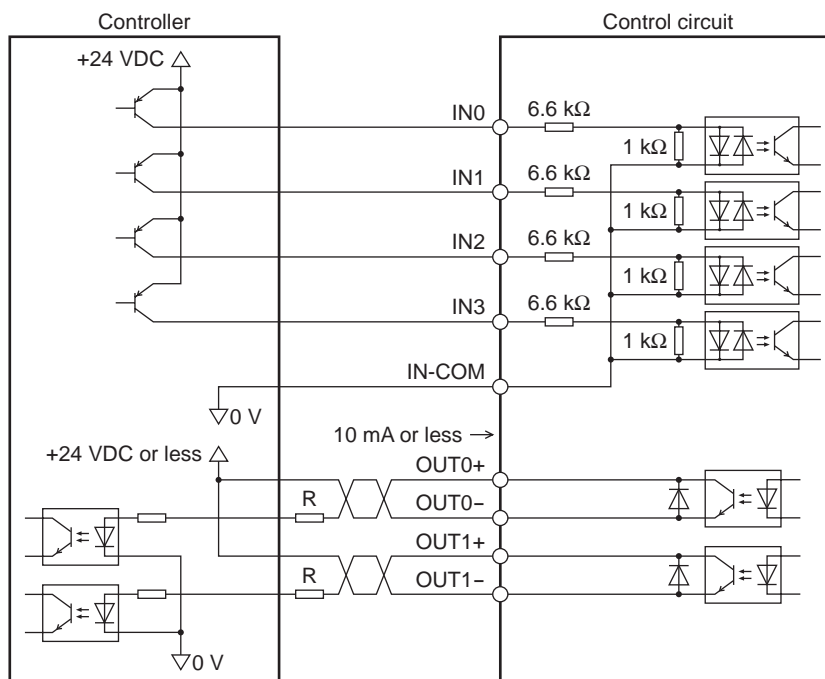 Controller
Control circuit
+24 VDC
IN0
6.6 kΩ
1 kΩ
IN1
6.6 kΩ
1 kΩ
IN2
6.6 kΩ
1 kΩ
IN3
6.6 kΩ
1 kΩ
IN-COM
0 V
10 mA or less →
+24 VDC or less
OUT0+
R
OUT0−
OUT1+
R
OUT1−
0 V